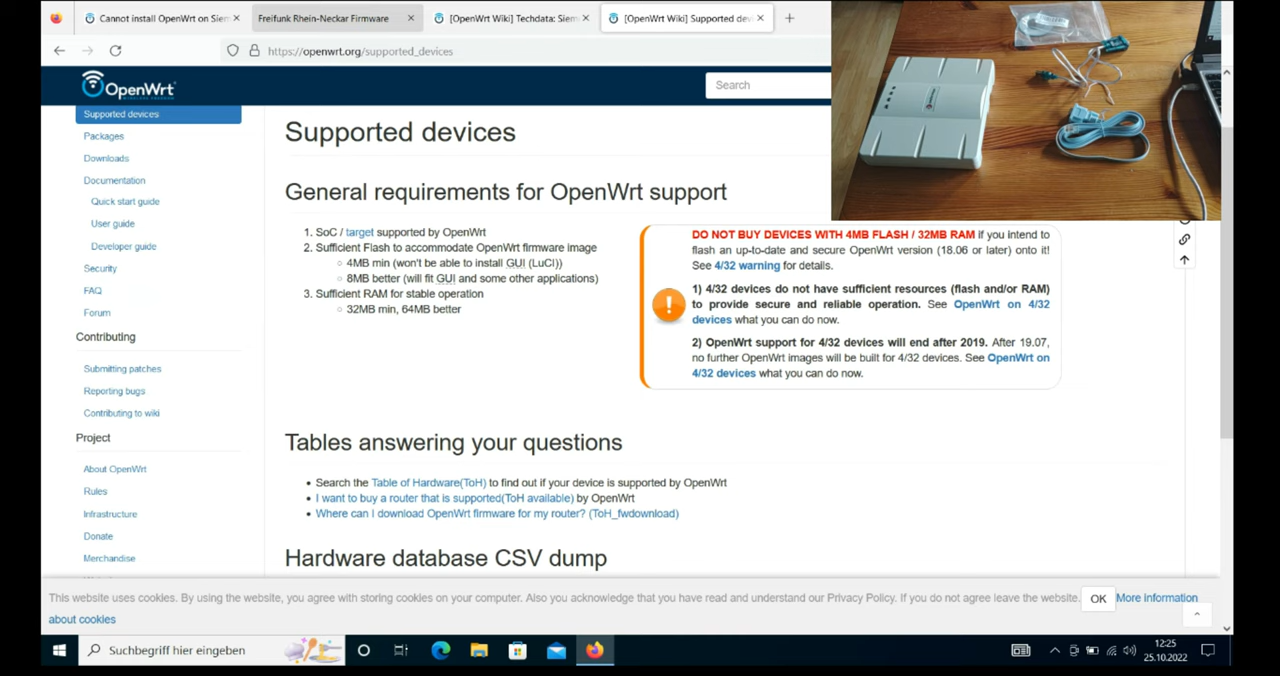 Cannot install OpenWrt on Siem
Freifunk Rhein-Neckar Firmware
[OpenWrt Wiki] Techdata: Siem
[OpenWrt Wiki] Supported dev
https://openwrt.org/supported_devices
OpenWrt
WIRELESS FREEDOM
Search
Supported devices
Packages
Downloads
Documentation
Quick start guide
User guide
Developer guide
Security
FAQ
Forum
Contributing
Submitting patches
Reporting bugs
Contributing to wiki
Project
About OpenWrt
Rules
Infrastructure
Donate
Merchandise
Supported devices
General requirements for OpenWrt support
1. SoC / target supported by OpenWrt
2. Sufficient Flash to accommodate OpenWrt firmware image
4MB min (won't be able to install GUI (LuCI))
8MB better (will fit GUI and some other applications)
3. Sufficient RAM for stable operation
32MB min, 64MB better
DO NOT BUY DEVICES WITH 4MB FLASH / 32MB RAM if you intend to
flash an up-to-date and secure OpenWrt version (18.06 or later) onto it!
See 4/32 warning for details.
1) 4/32 devices do not have sufficient resources (flash and/or RAM)
to provide secure and reliable operation. See OpenWrt on 4/32
devices what you can do now.
2) OpenWrt support for 4/32 devices will end after 2019. After 19.07,
no further OpenWrt images will be built for 4/32 devices. See OpenWrt on
4/32 devices what you can do now.
Tables answering your questions
Search the Table of Hardware(ToH) to find out if your device is supported by OpenWrt
I want to buy a router that is supported(ToH available) by OpenWrt
Where can I download OpenWrt firmware for my router? (ToH_fwdownload)
Hardware database CSV dump
This website uses cookies. By using the website, you agree with storing cookies on your computer. Also you acknowledge that you have read and understand our Privacy Policy. If you do not agree leave the website.
OK
More information
about cookies
Suchbegriff hier eingeben
12:25
25.10.2022